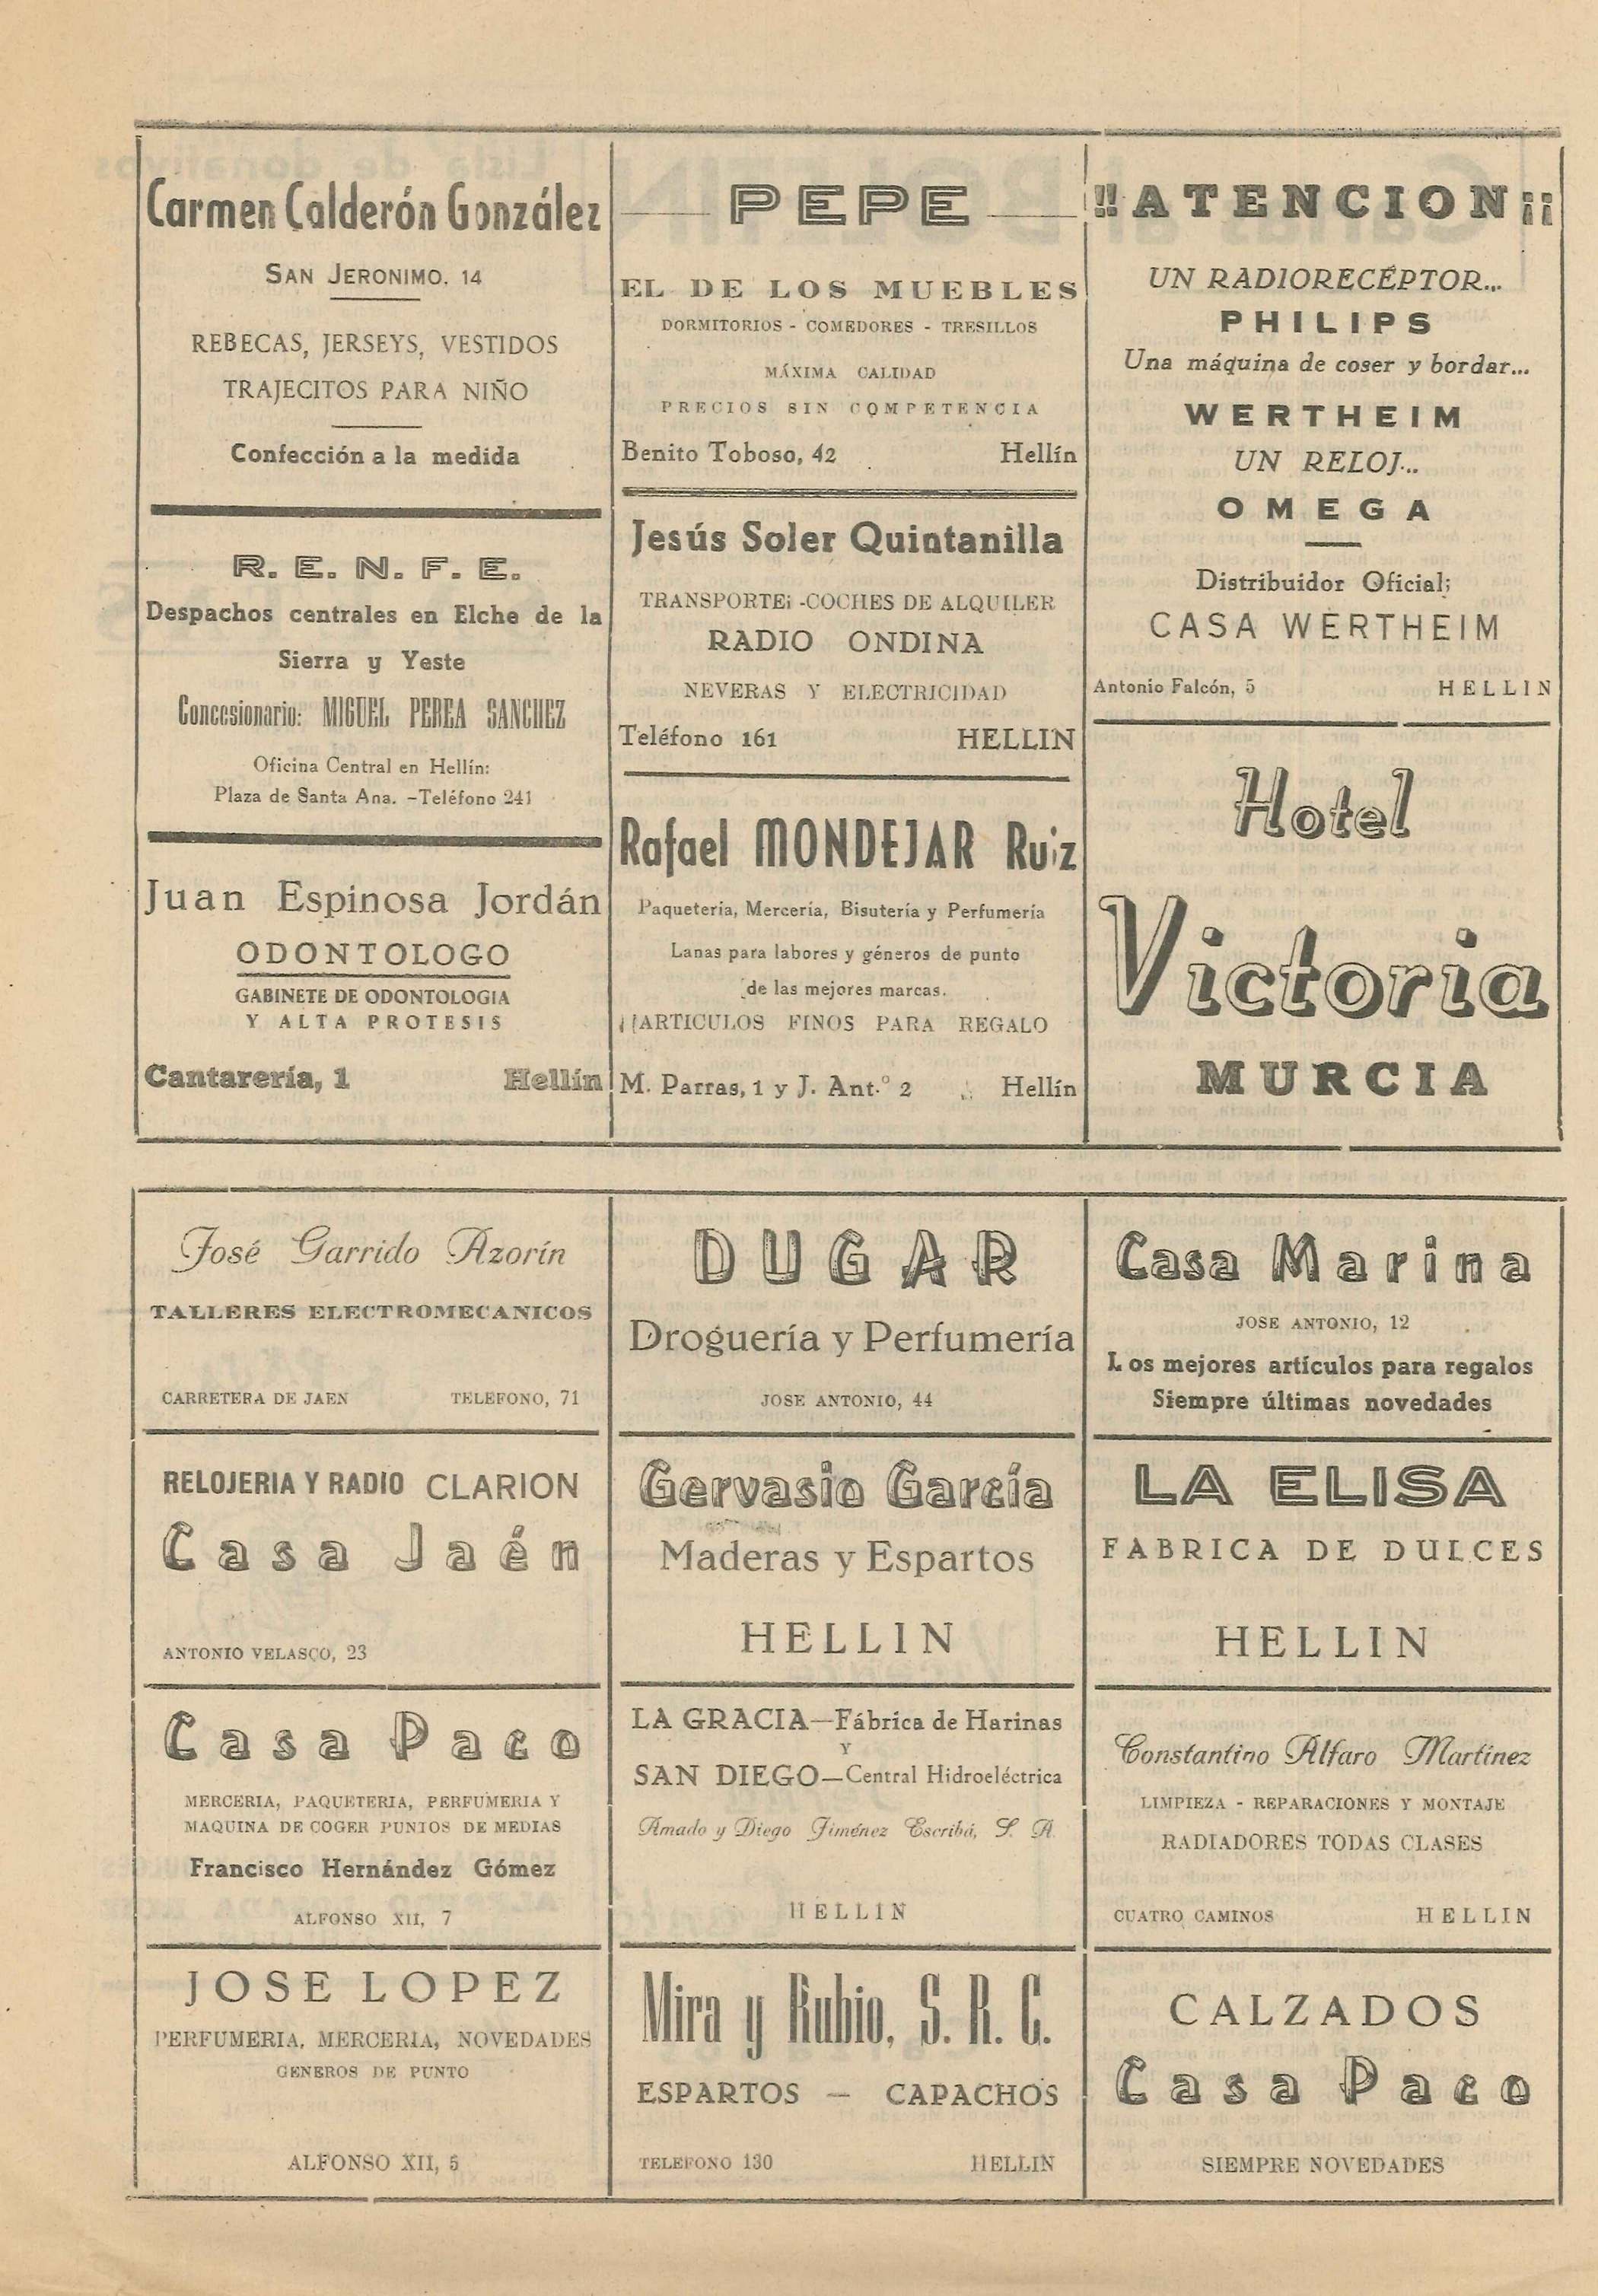 Carmen Calderón González
SAN JERONIMO. 14
REBECAS, JERSEYS, VESTIDOS
TRAJECITOS PARA NIÑO
Confección a la medida
R. E. N. F. E.
Despachos centrales en Elche de la
Sierra y Yeste
Concesionario: MIGUEL PEREA SANCHEZ
Oficina Central en Hellín:
Plaza de Santa Ana. -Teléfono 241
Juan Espinosa Jordán
ODONTOLOGO
GABINETE DE ODONTOLOGIA
Y ALTA PROTESIS
Cantarería, 1 Hellín
PEPE
EL DE LOS MUEBLES
DORMITORIOS - COMEDORES - TRESILLOS
MÁXIMA CALIDAD
PRECIOS SIN COMPETENCIA
Benito Toboso, 42 Hellín
Jesús Soler Quintanilla
TRANSPORTE¡ -COCHES DE ALQUILER
RADIO ONDINA
NEVERAS Y ELECTRICIDAD
Teléfono 161 HELLIN
Rafael MONDEJAR Ruiz
Paquetería, Mercería, Bisutería y Perfumería
Lanas para labores y géneros de punto
de las mejores marcas.
¡¡ARTICULOS FINOS PARA REGALO
M. Parras, 1 y J. Ant.º 2 Hellín
!!ATENCION¡¡
UN RADIORECÉPTOR...
PHILIPS
Una máquina de coser y bordar...
WERTHEIM
UN RELOJ...
OMEGA
Distribuidor Oficial;
CASA WERTHEIM
Antonio Falcón, 5 HELLIN
Hotel
Victoria
MURCIA
José Garrido Azorín
TALLERES ELECTROMECANICOS
CARRETERA DE JAEN TELEFONO, 71
RELOJERIA Y RADIO CLARION
Casa Jaén
ANTONIO VELASCO, 23
Casa Paco
MERCERIA, PAQUETERIA, PERFUMERIA Y
MAQUINA DE COGER PUNTOS DE MEDIAS
Francisco Hernández Gómez
ALFONSO XII, 7
JOSE LOPEZ
PERFUMERIA, MERCERIA, NOVEDADES
GENEROS DE PUNTO
ALFONSO XII, 5
DUGAR
Droguería y Perfumería
JOSE ANTONIO, 44
Gervasio García
Maderas y Espartos
HELLIN
LA GRACIA—Fábrica de Harinas
Y
SAN DIEGO—Central Hidroeléctrica
Amado y Diego Jiménez Escribá, S. A.
HELLIN
Mira y Rubio, S. R. C.
ESPARTOS — CAPACHOS
TELEFONO 130 HELLIN
Casa Marina
JOSE ANTONIO, 12
Los mejores artículos para regalos
Siempre últimas novedades
LA ELISA
FABRICA DE DULCES
HELLIN
Constantino Alfaro Martinez
LIMPIEZA - REPARACIONES Y MONTAJE
RADIADORES TODAS CLASES
CUATRO CAMINOS HELLIN
CALZADOS
Casa Paco
SIEMPRE NOVEDADES